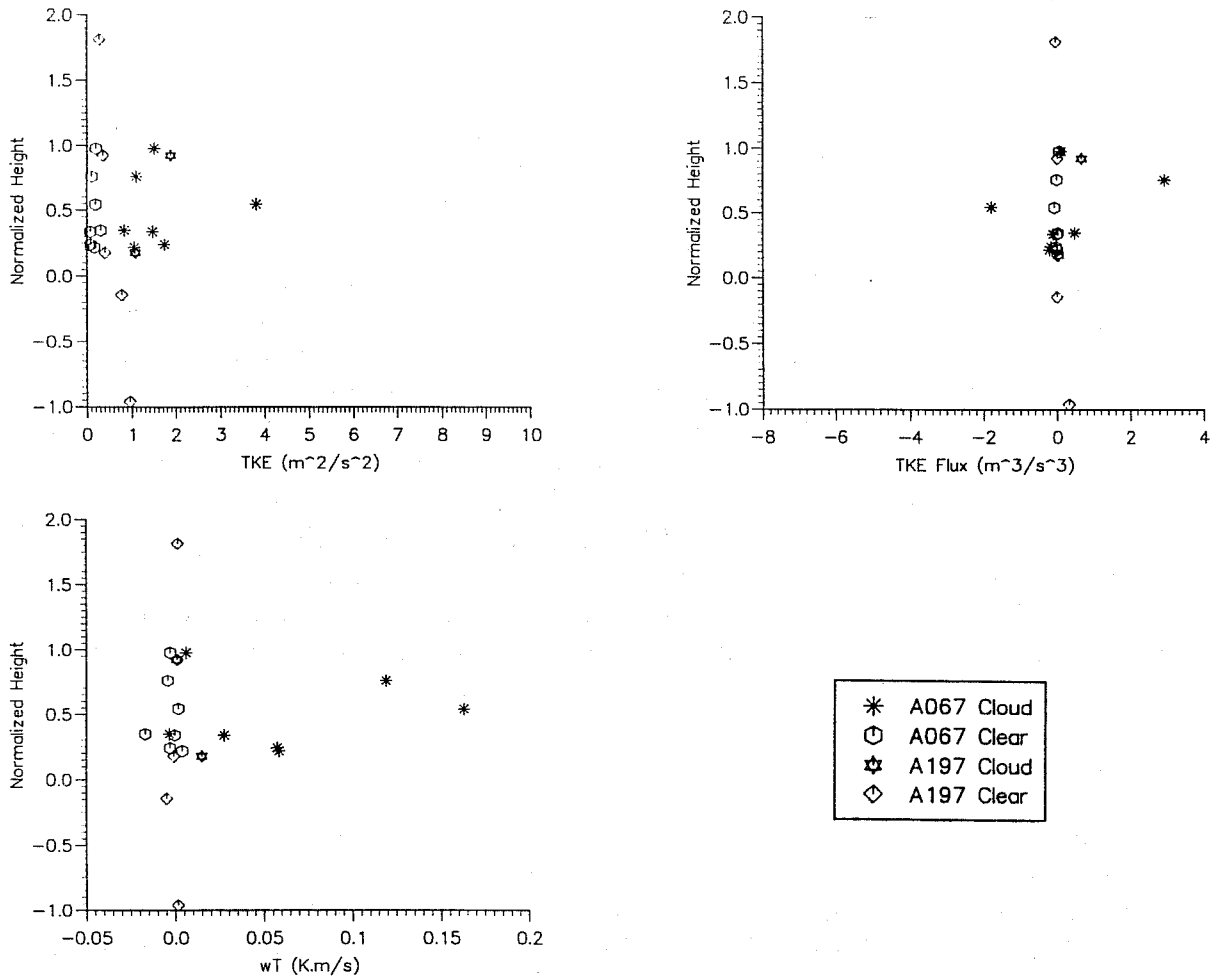 2.0
1.5
1.0
0.5
0.0
−0.5
−1.0
Normalized Height
0 1 2 3 4 5 6 7 8 9 10
TKE (m^2/s^2)
2.0
1.5
1.0
0.5
0.0
−0.5
−1.0
Normalized Height
−8 −6 −4 −2 0 2 4
TKE Flux (m^3/s^3)
2.0
1.5
1.0
0.5
0.0
−0.5
−1.0
Normalized Height
−0.05 0.0 0.05 0.1 0.15 0.2
wT (K.m/s)
A067 Cloud
A067 Clear
A197 Cloud
A197 Clear